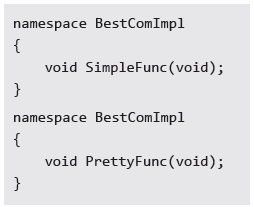 namespace BestComImpl
{
    void SimpleFunc(void);
}
namespace BestComImpl
{
    void PrettyFunc(void);
}